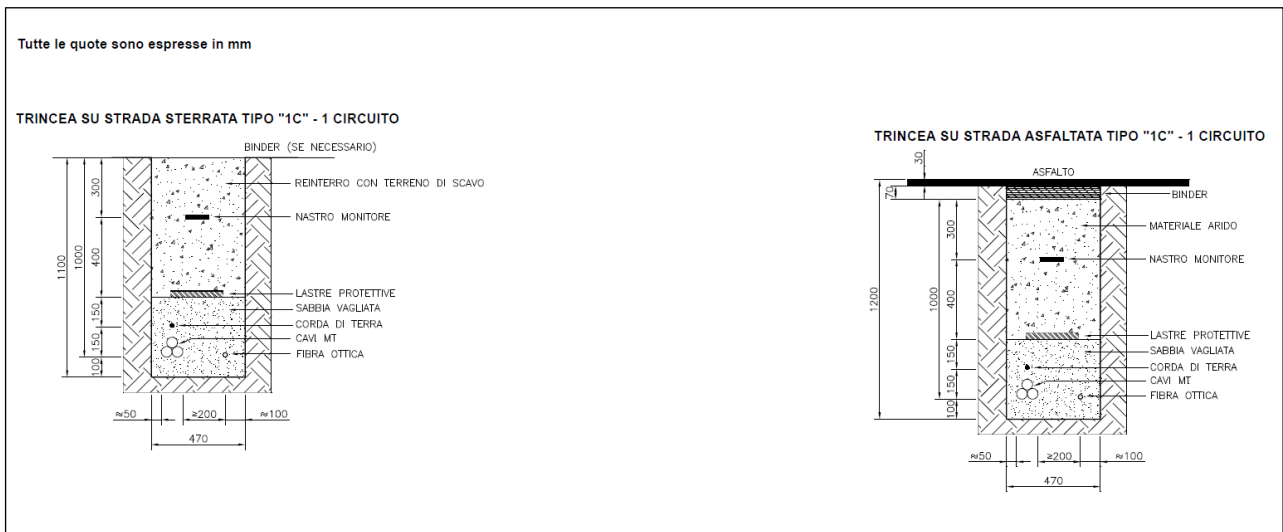 Tutte le quote sono espresse in mm
TRINCEA SU STRADA STERRATA TIPO "1C" - 1 CIRCUITO
BINDER (SE NECESSARIO)
REINTERRO CON TERRENO DI SCAVO
NASTRO MONITORE
LASTRE PROTETTIVE
SABBIA VAGLIATA
CORDA DI TERRA
CAVI MT
FIBRA OTTICA
1100
1000
300
400
150
150
100
≈50
≥200
≈100
470
TRINCEA SU STRADA ASFALTATA TIPO "1C" - 1 CIRCUITO
30
ASFALTO
70
BINDER
MATERIALE ARIDO
NASTRO MONITORE
LASTRE PROTETTIVE
SABBIA VAGLIATA
CORDA DI TERRA
CAVI MT
FIBRA OTTICA
1200
1000
300
400
150
150
100
≈50
≥200
≈100
470